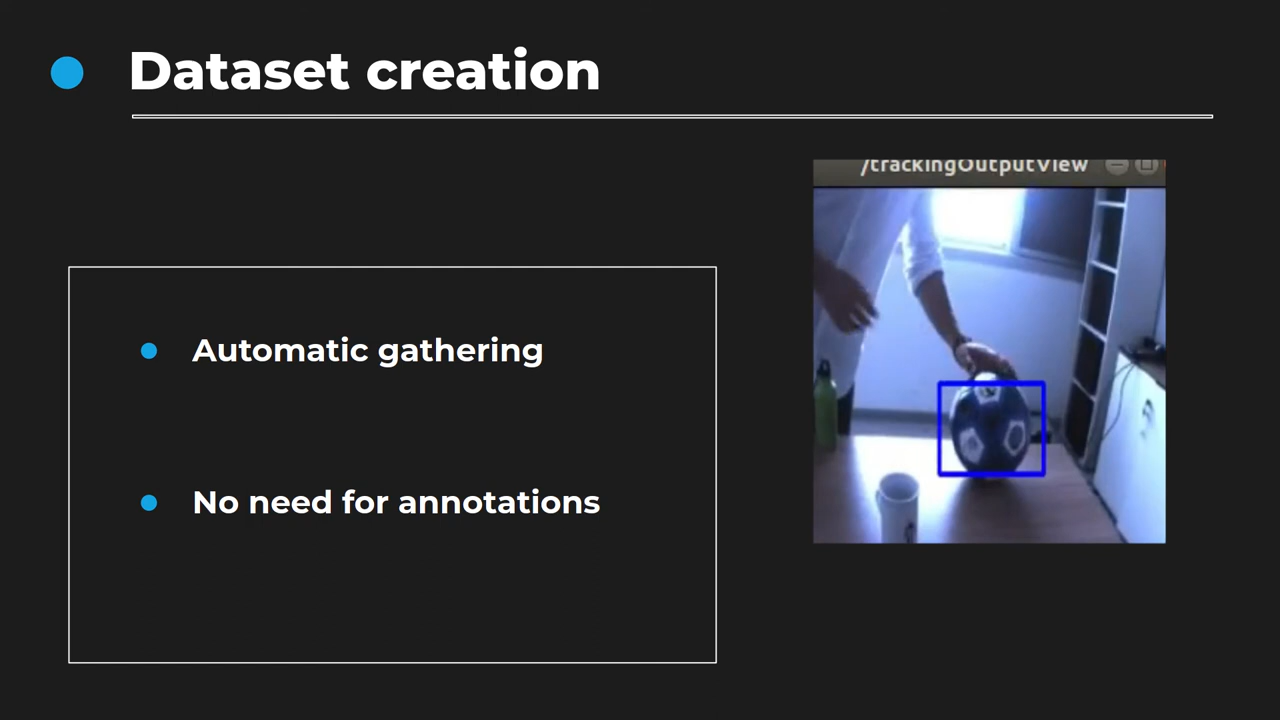 Dataset creation
/trackingOutputView
Automatic gathering
No need for annotations